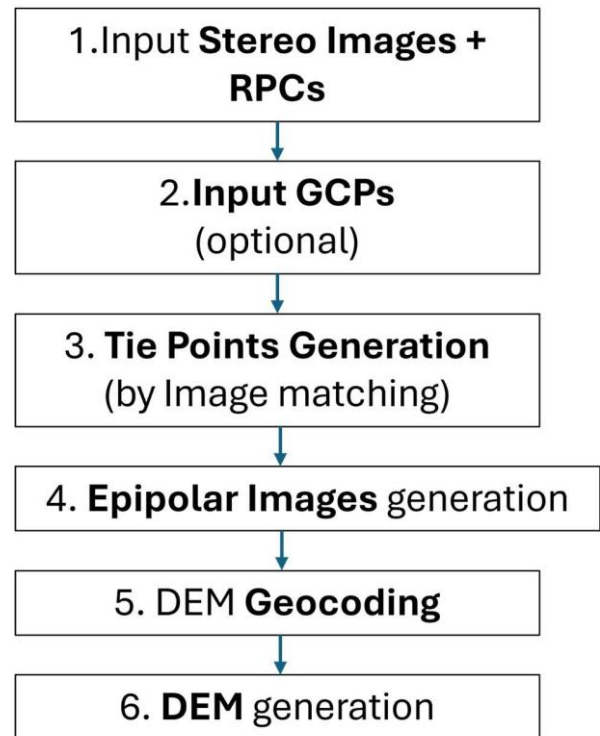 1.Input Stereo Images +
RPCs
2.Input GCPs
(optional)
3. Tie Points Generation
(by Image matching)
4. Epipolar Images generation
5. DEM Geocoding
6. DEM generation